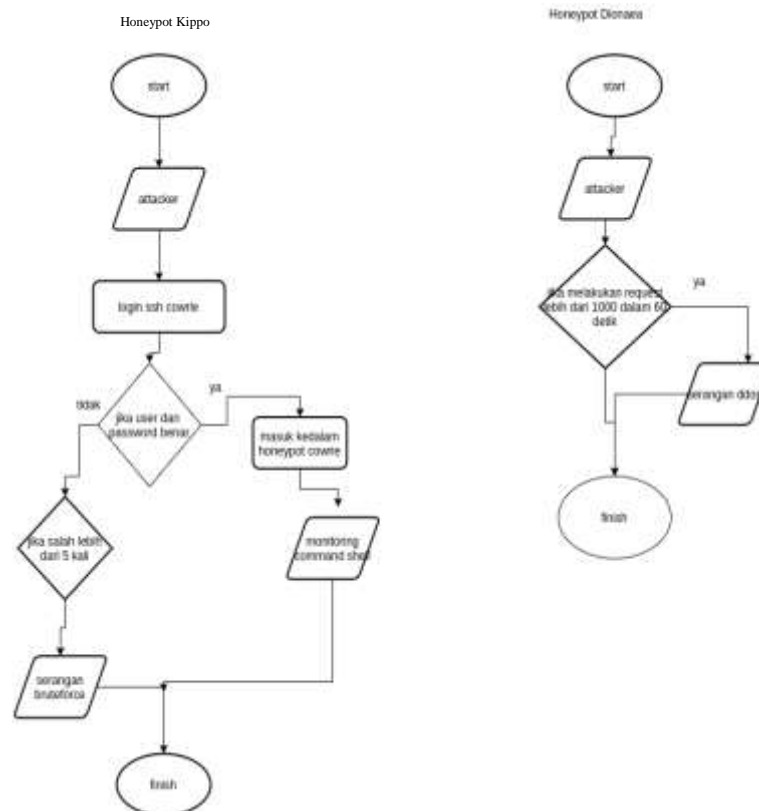 Honeypot Kippo
start
attacker
login ssh cowrie
jika user dan
password benar
tidak
ya
masuk kedalam
honeypot cowrie
jika salah lebih
dari 5 kali
monitoring
command shell
serangan
bruteforce
finish
Honeypot Dionaea
start
attacker
jika melakukan request
lebih dari 1000 dalam 60
detik
ya
serangan ddos
finish